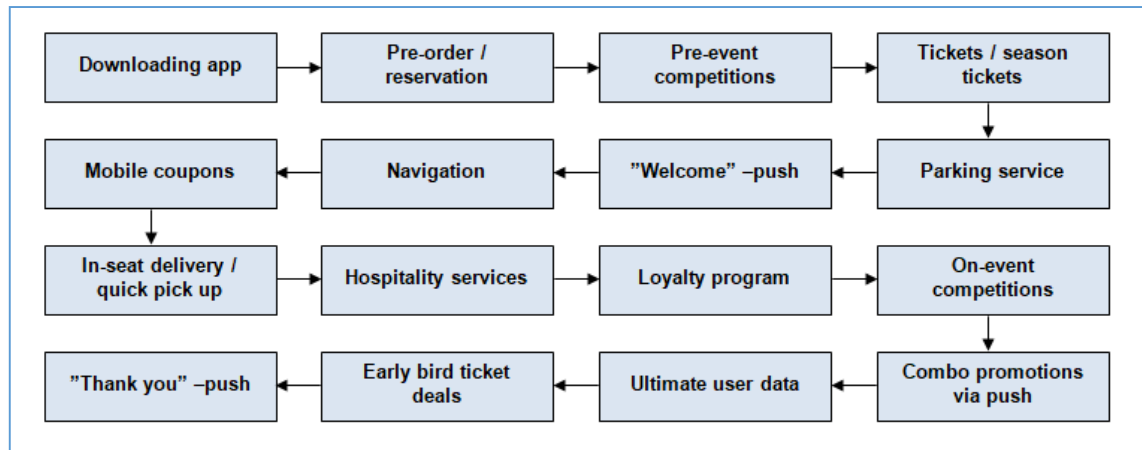 Downloading app
Pre-order /
reservation
Pre-event
competitions
Tickets / season
tickets
Mobile coupons
Navigation
”Welcome” –push
Parking service
In-seat delivery /
quick pick up
Hospitality services
Loyalty program
On-event
competitions
”Thank you” –push
Early bird ticket
deals
Ultimate user data
Combo promotions
via push